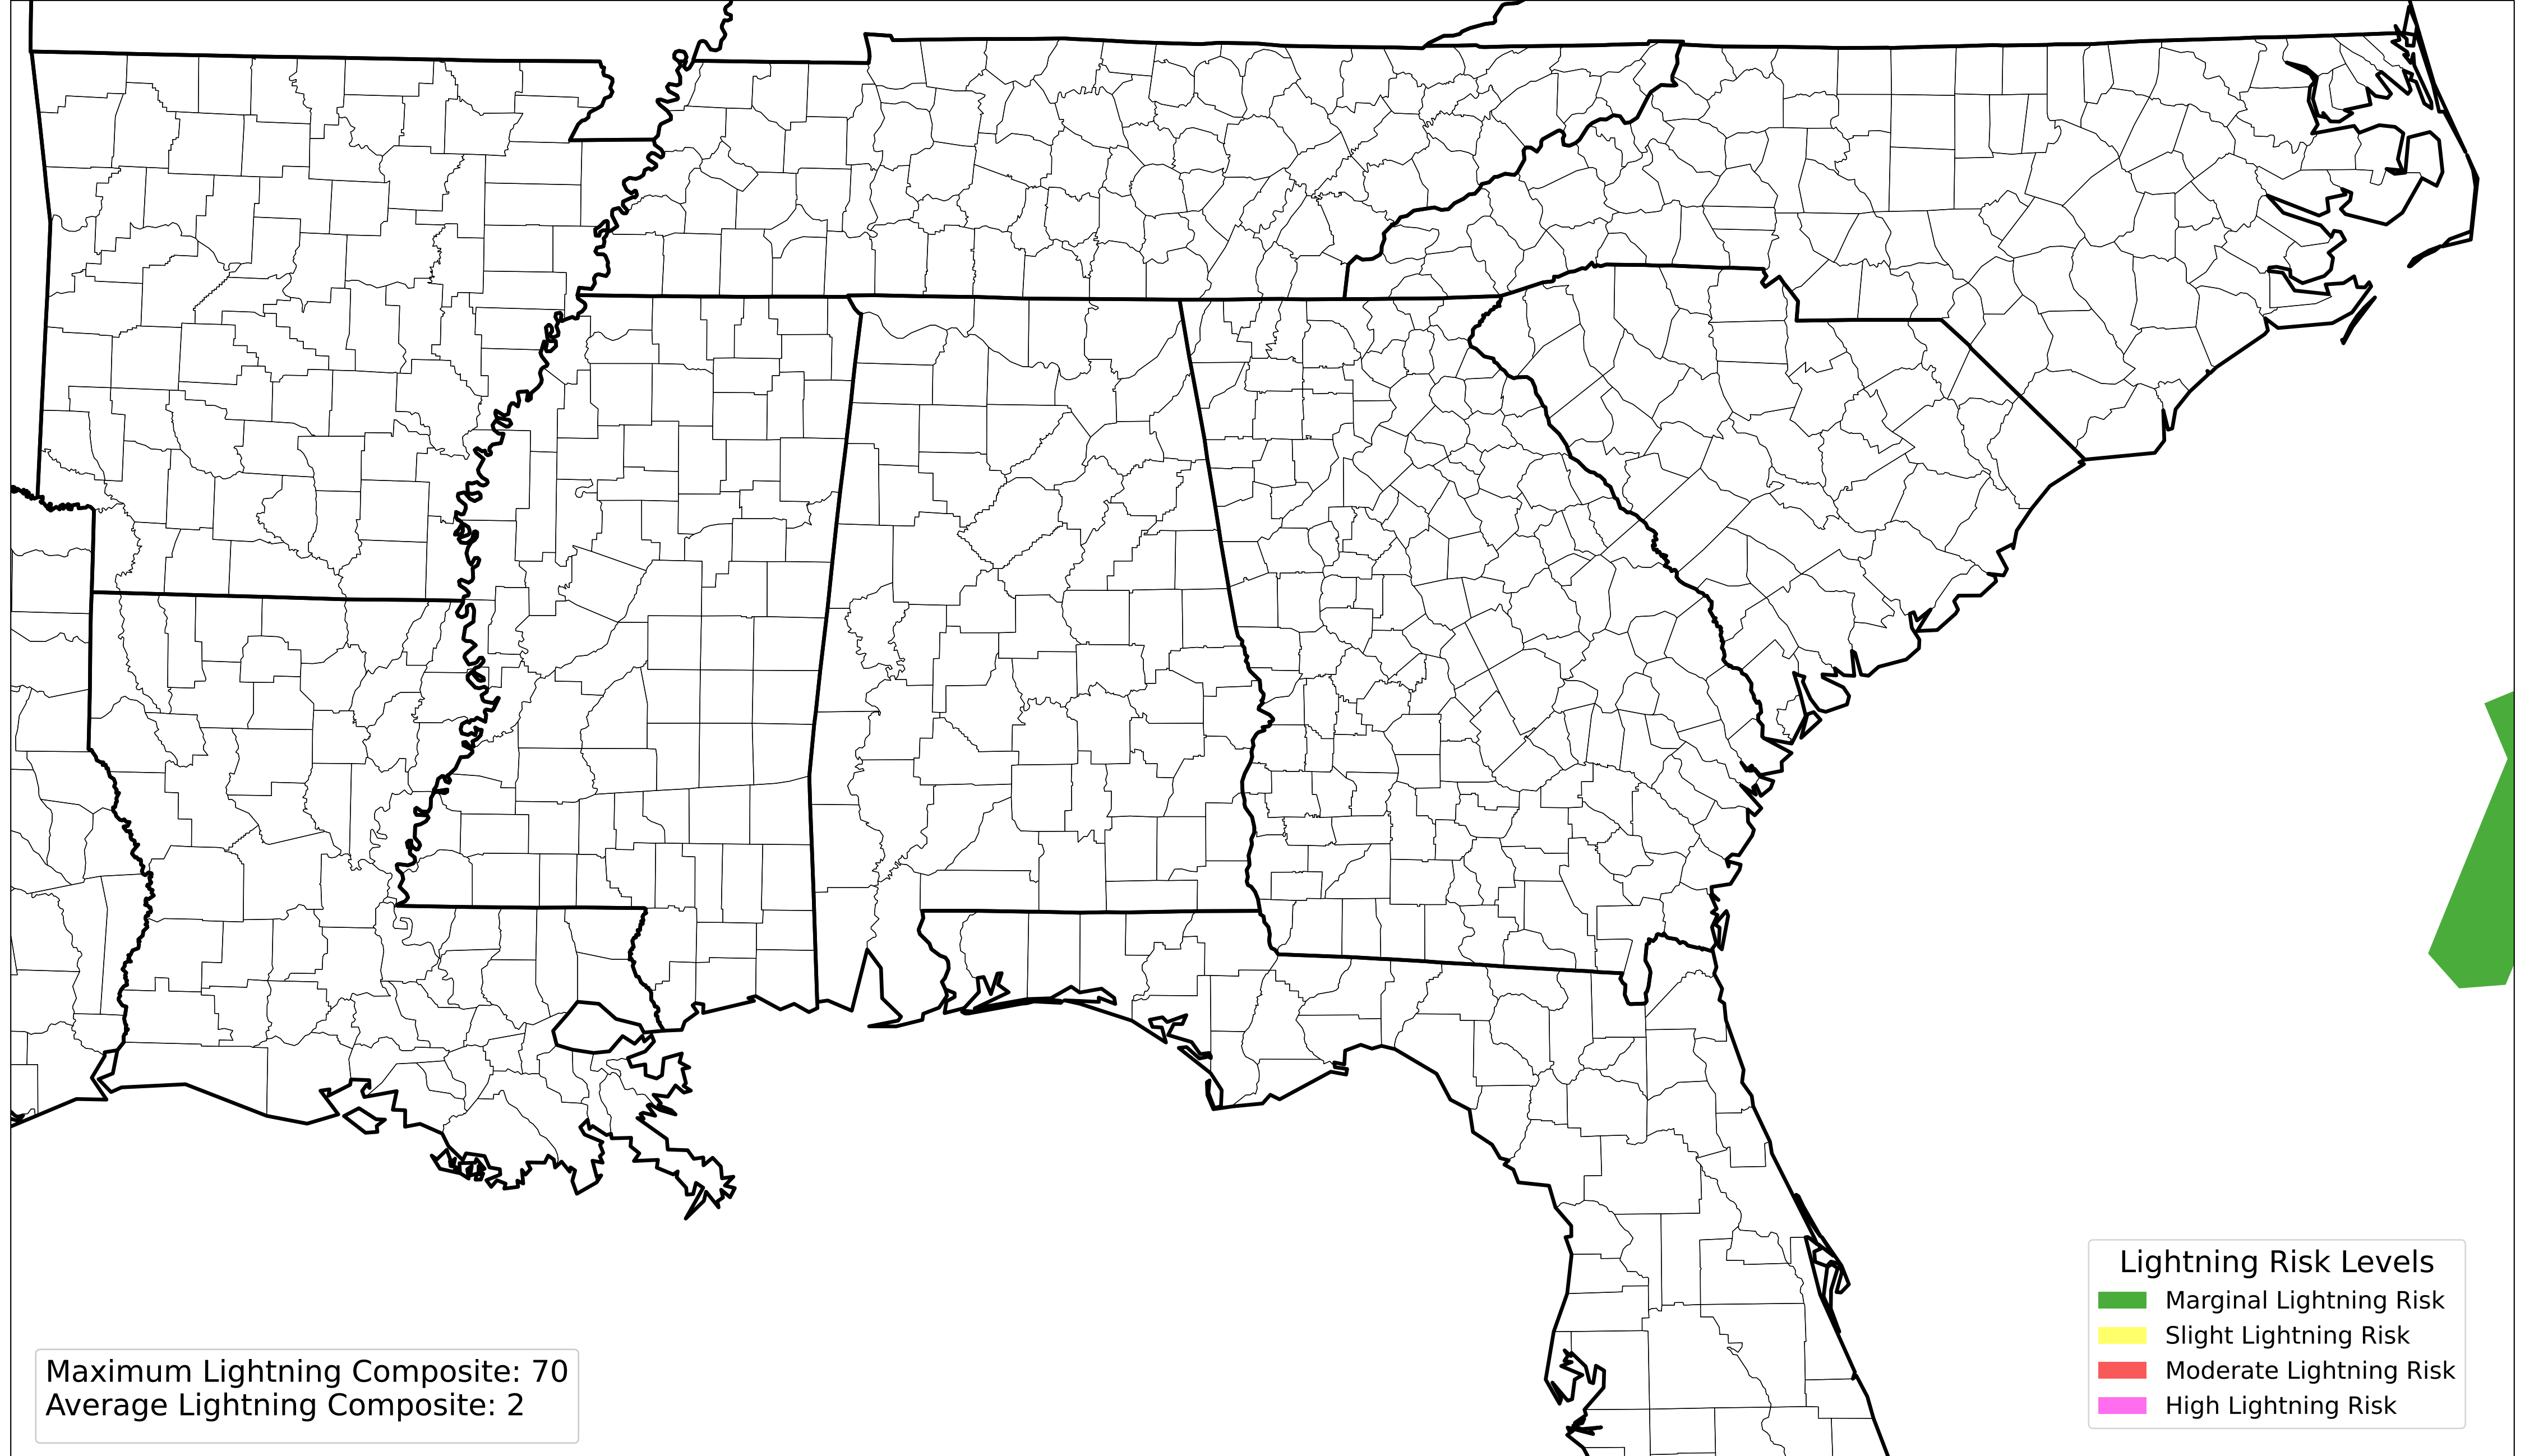 Maximum Lightning Composite: 70
Average Lightning Composite: 2
Lightning Risk Levels
Marginal Lightning Risk
Slight Lightning Risk
Moderate Lightning Risk
High Lightning Risk